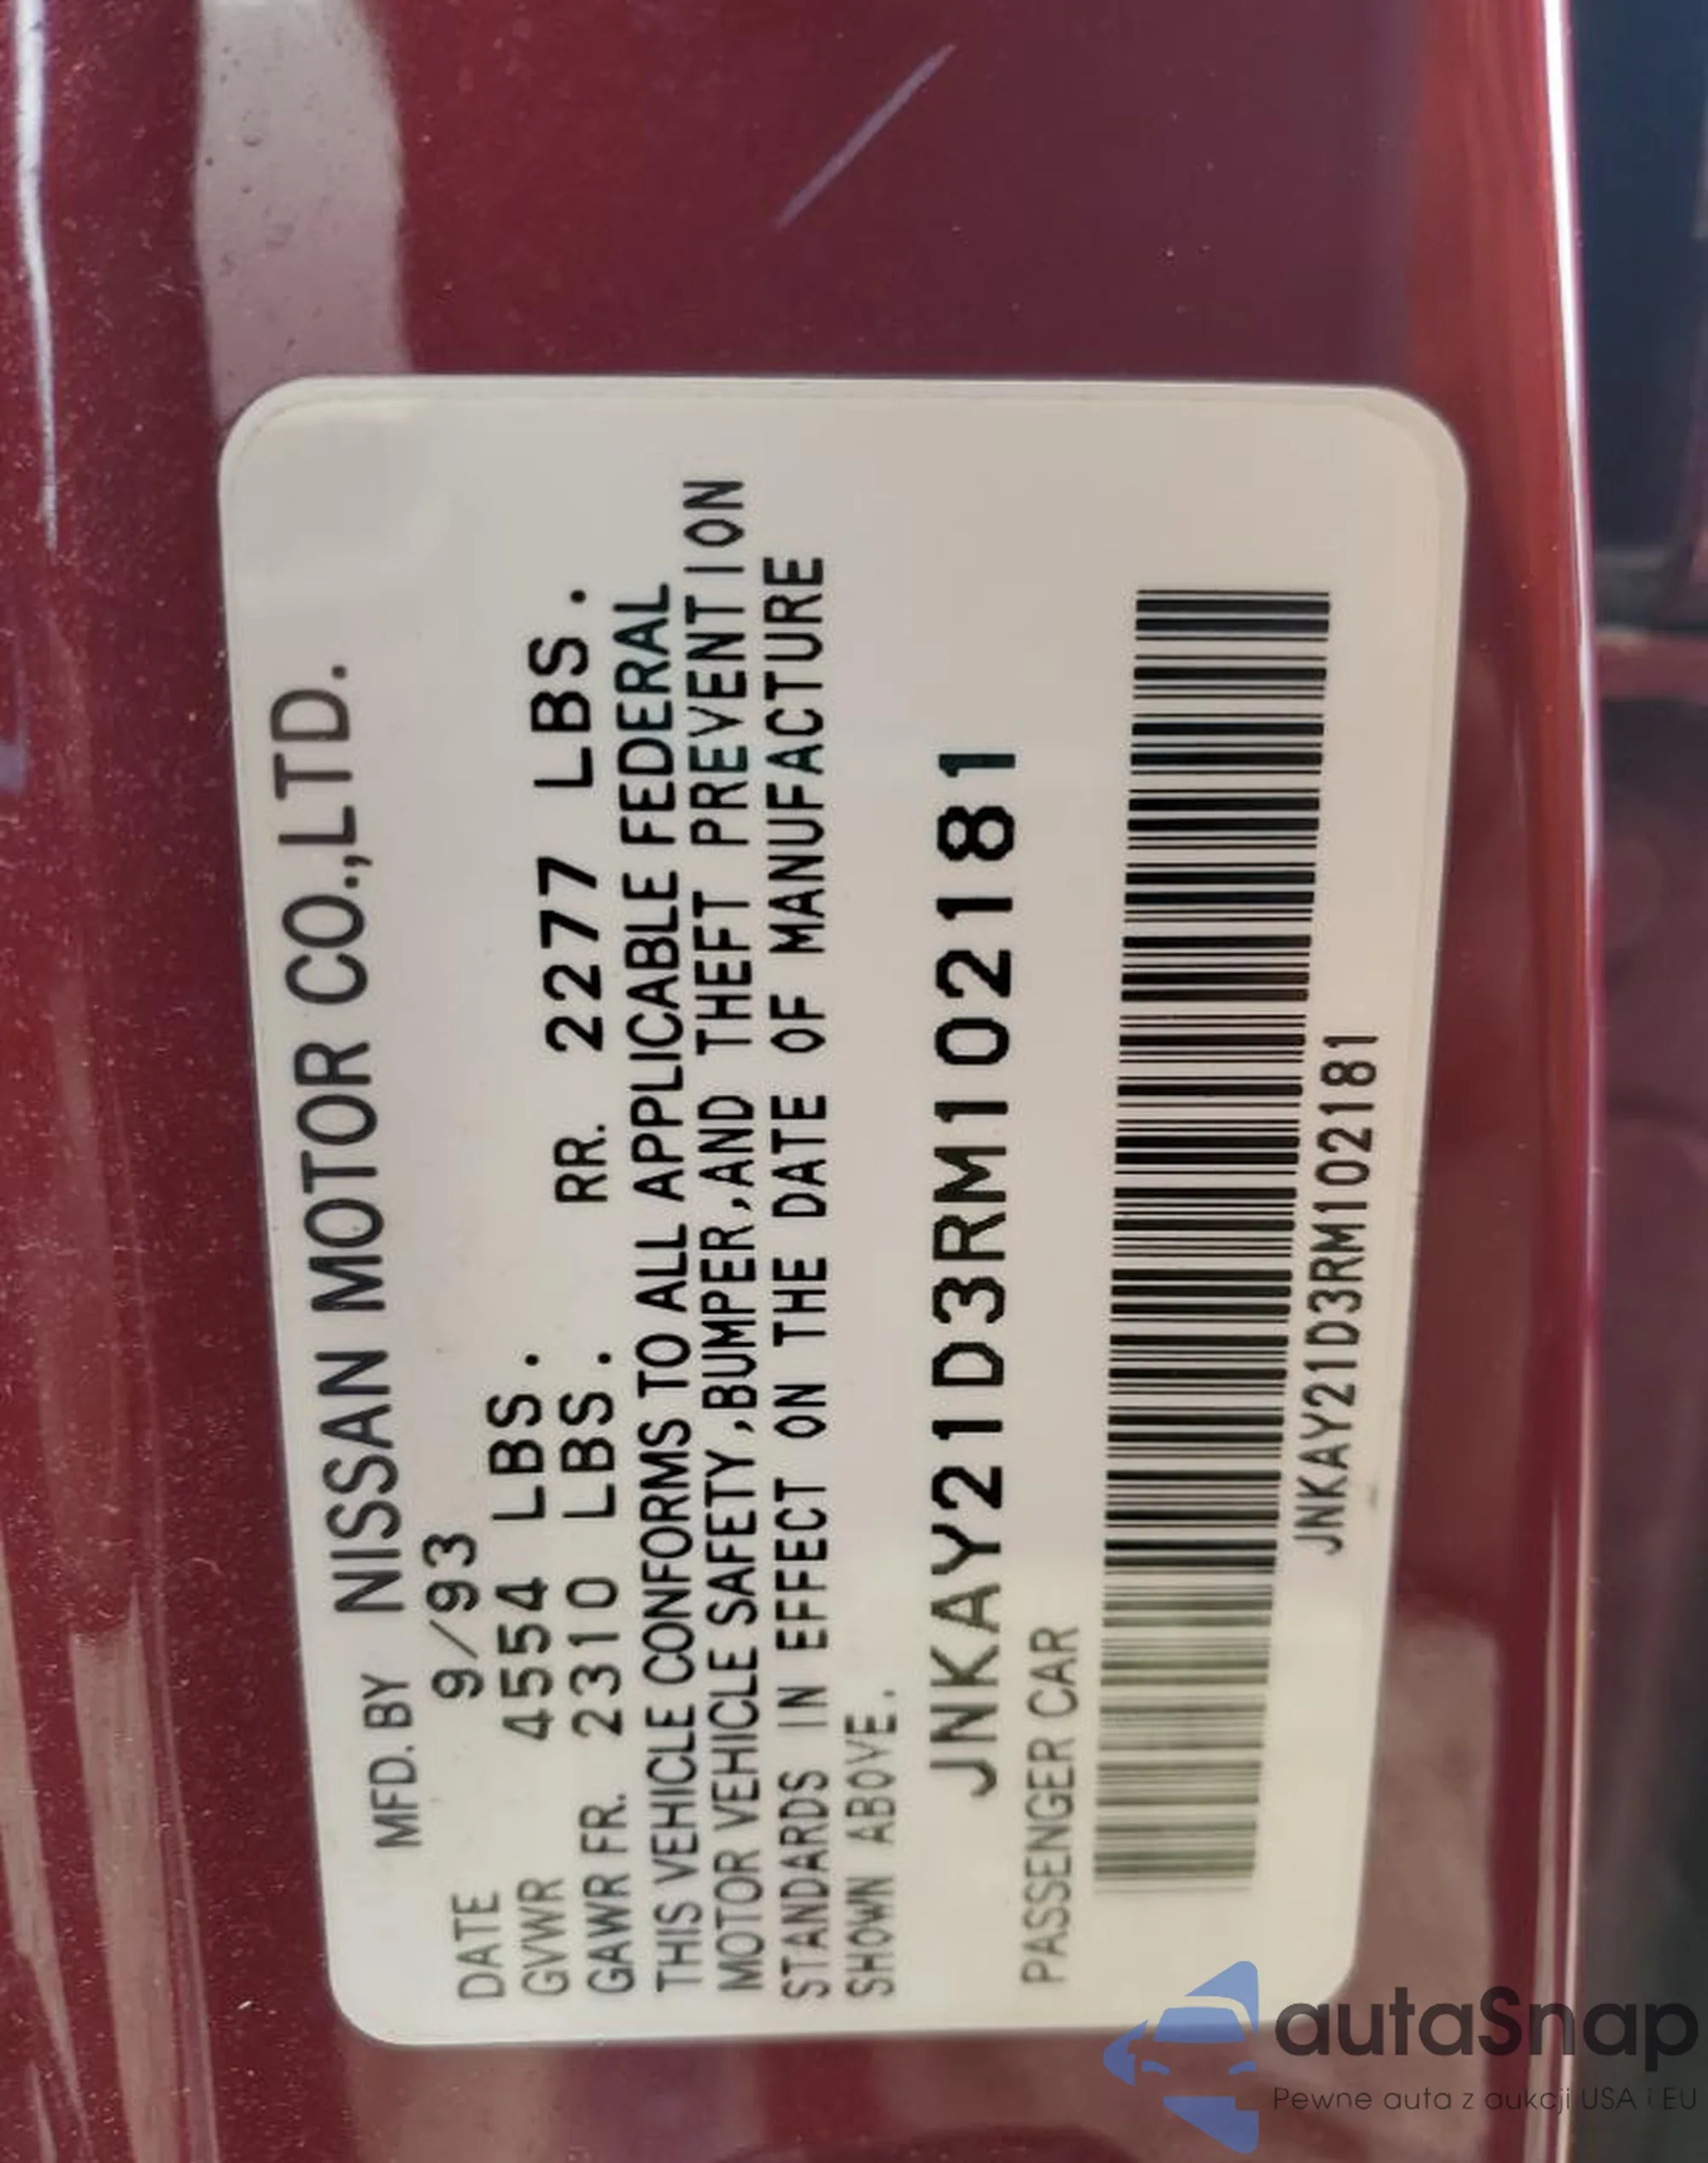 MFD. BY NISSAN MOTOR CO.,LTD.
DATE 9/93
GVWR 4554 LBS.
GAWR FR. 2310 LBS. RR. 2277 LBS.
THIS VEHICLE CONFORMS TO ALL APPLICABLE FEDERAL
MOTOR VEHICLE SAFETY,BUMPER,AND THEFT PREVENTION
STANDARDS IN EFFECT ON THE DATE OF MANUFACTURE
SHOWN ABOVE.
JNKAY21D3RM102181
PASSENGER CAR
JNKAY21D3RM102181
autaSnap
Pewne auta z aukcji USA i EU